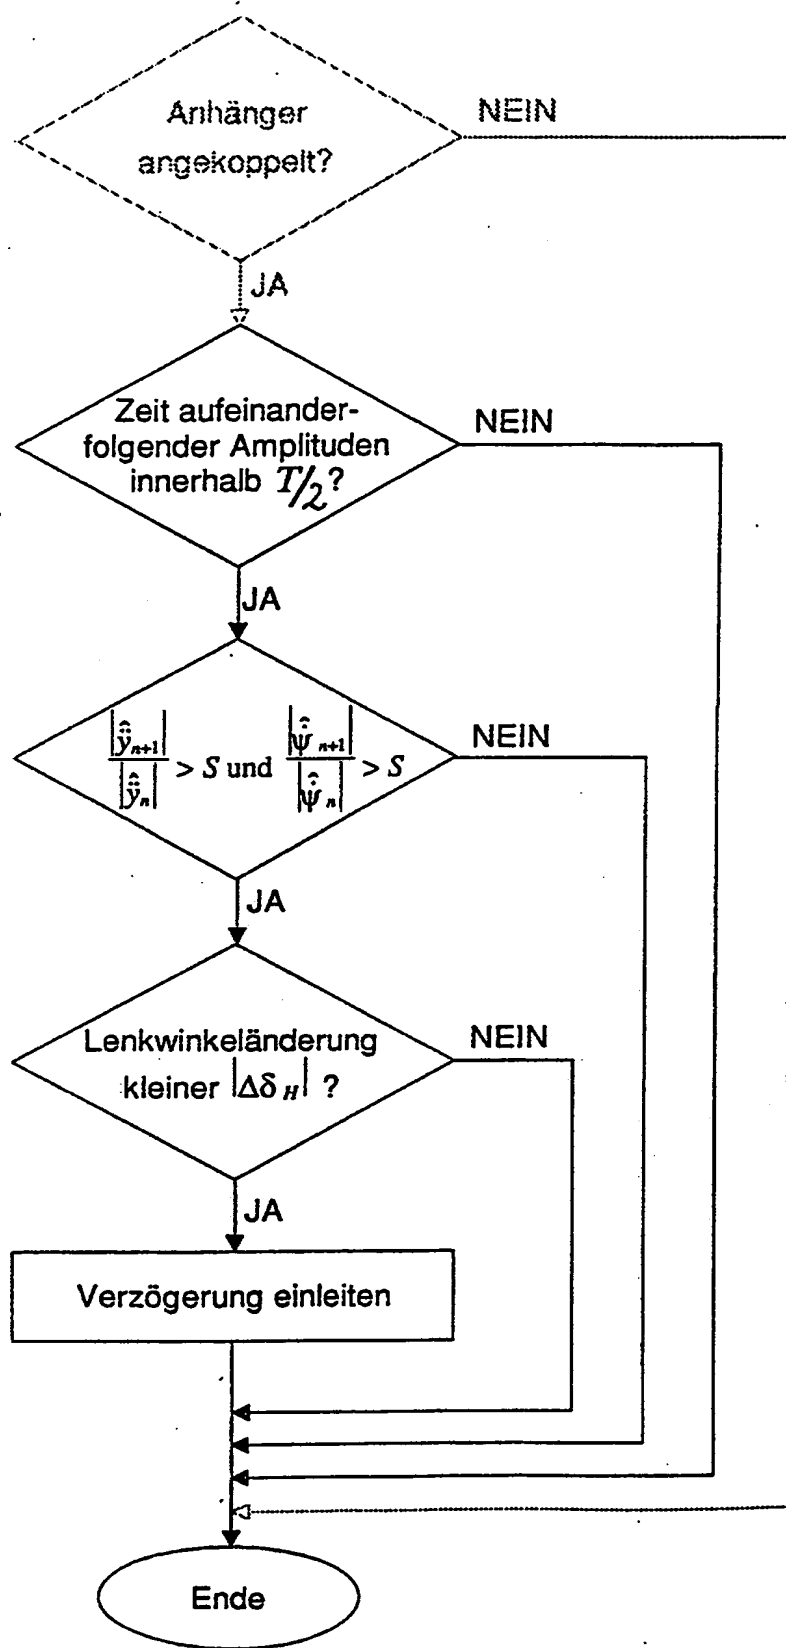 Anhänger
angekoppelt?
NEIN
JA
Zeit aufeinander-
folgender Amplituden
innerhalb T/2?
NEIN
JA
|ŷ̈ₙ₊₁| / |ŷ̈ₙ| > S und |ψ̂̇ₙ₊₁| / |ψ̂̇ₙ| > S
NEIN
JA
Lenkwinkeländerung
kleiner |Δδ_H| ?
NEIN
JA
Verzögerung einleiten
Ende